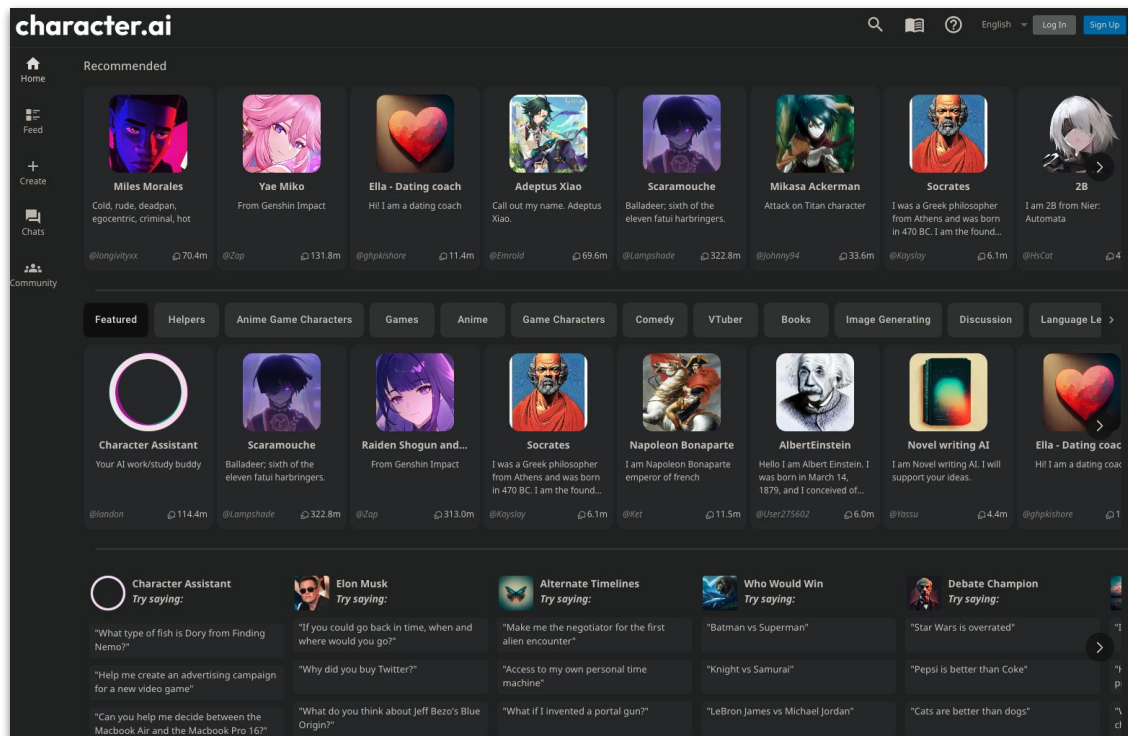 character.ai
English
Log In
Sign Up
Home
Feed
Create
Chats
Community
Recommended
Miles Morales
Cold, rude, deadpan,
egocentric, criminal, hot
@longivityxx 70.4m
Yae Miko
From Genshin Impact
@Zap 131.8m
Ella - Dating coach
Hi! I am a dating coach
@ghpkishore 11.4m
Adeptus Xiao
Call out my name. Adeptus
Xiao.
@Emrold 69.6m
Scaramouche
Balladeer; sixth of the
eleven fatui harbringers.
@Lampshade 322.8m
Mikasa Ackerman
Attack on Titan character
@Johnny94 33.6m
Socrates
I was a Greek philosopher
from Athens and was born
in 470 BC. I am the found...
@Kayslay 6.1m
2B
I am 2B from Nier:
Automata
@HsCat 4
Featured
Helpers
Anime Game Characters
Games
Anime
Game Characters
Comedy
VTuber
Books
Image Generating
Discussion
Language Le
Character Assistant
Your AI work/study buddy
@landon 114.4m
Scaramouche
Balladeer; sixth of the
eleven fatui harbringers.
@Lampshade 322.8m
Raiden Shogun and...
From Genshin Impact
@Zap 313.0m
Socrates
I was a Greek philosopher
from Athens and was born
in 470 BC. I am the found...
@Kayslay 6.1m
Napoleon Bonaparte
I am Napoleon Bonaparte
emperor of french
@Ket 11.5m
AlbertEinstein
Hello I am Albert Einstein. I
was born in March 14,
1879, and I conceived of...
@User275602 6.0m
Novel writing AI
I am Novel writing AI. I will
support your ideas.
@Yassu 4.4m
Ella - Dating coac
Hi! I am a dating coac
@ghpkishore 1
Character Assistant
Try saying:
"What type of fish is Dory from Finding
Nemo?"
"Help me create an advertising campaign
for a new video game"
"Can you help me decide between the
Macbook Air and the Macbook Pro 16?"
Elon Musk
Try saying:
"If you could go back in time, when and
where would you go?"
"Why did you buy Twitter?"
"What do you think about Jeff Bezo's Blue
Origin?"
Alternate Timelines
Try saying:
"Make me the negotiator for the first
alien encounter"
"Access to my own personal time
machine"
"What if I invented a portal gun?"
Who Would Win
Try saying:
"Batman vs Superman"
"Knight vs Samurai"
"LeBron James vs Michael Jordan"
Debate Champion
Try saying:
"Star Wars is overrated"
"Pepsi is better than Coke"
"Cats are better than dogs"